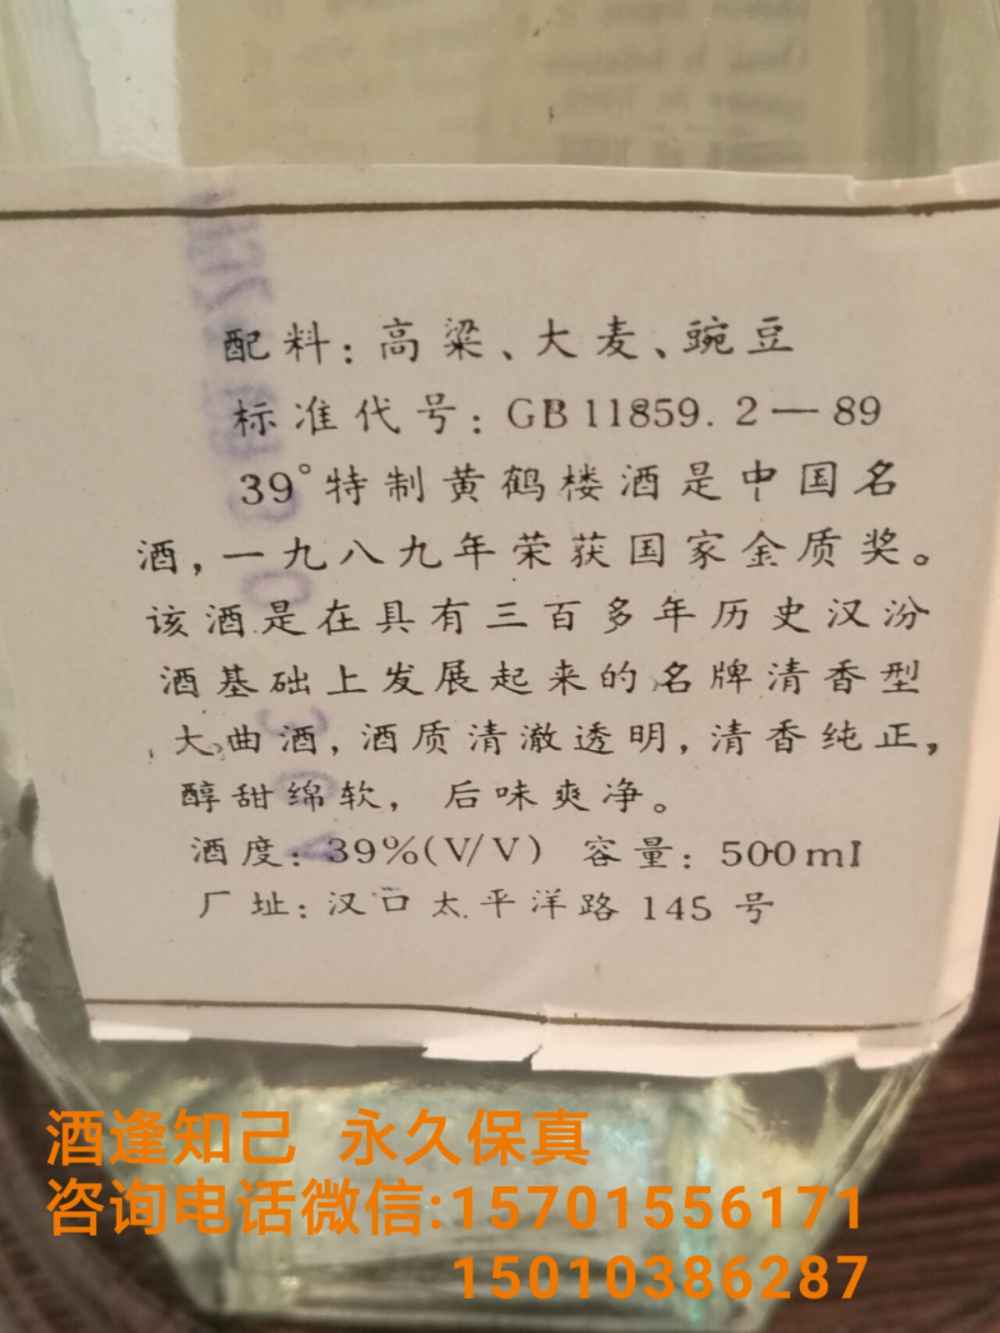 配料:高粱、大麦、豌豆
标准代号:GB11859.2—89
39°特制黄鹤楼酒是中国名
酒,一九八九年荣获国家金质奖。
该酒是在具有三百多年历史汉汾
酒基础上发展起来的名牌清香型
大曲酒,酒质清澈透明,清香纯正,
醇甜绵软,后味爽净。
酒度:39%(V/V) 容量:500ml
厂址:汉口太平洋路145号
酒逢知己 永久保真
咨询电话微信:15701556171
15010386287